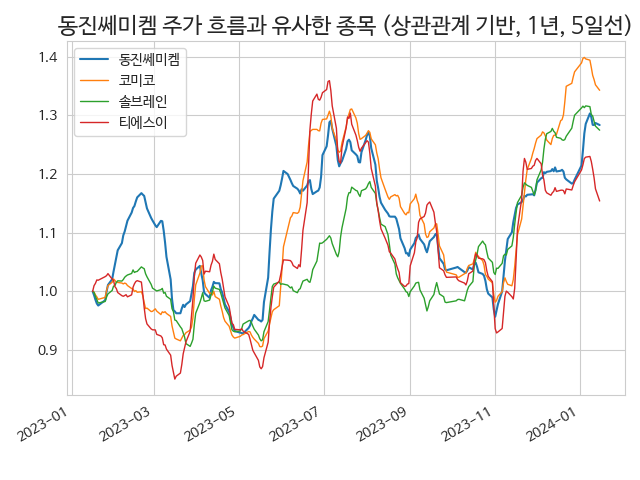 동진쎄미켐 주가 흐름과 유사한 종목 (상관관계 기반, 1년, 5일선)
1.4
1.3
1.2
1.1
1.0
0.9
동진쎄미켐
코미코
솔브레인
티에스이
2023-01
2023-03
2023-05
2023-07
2023-09
2023-11
2024-01